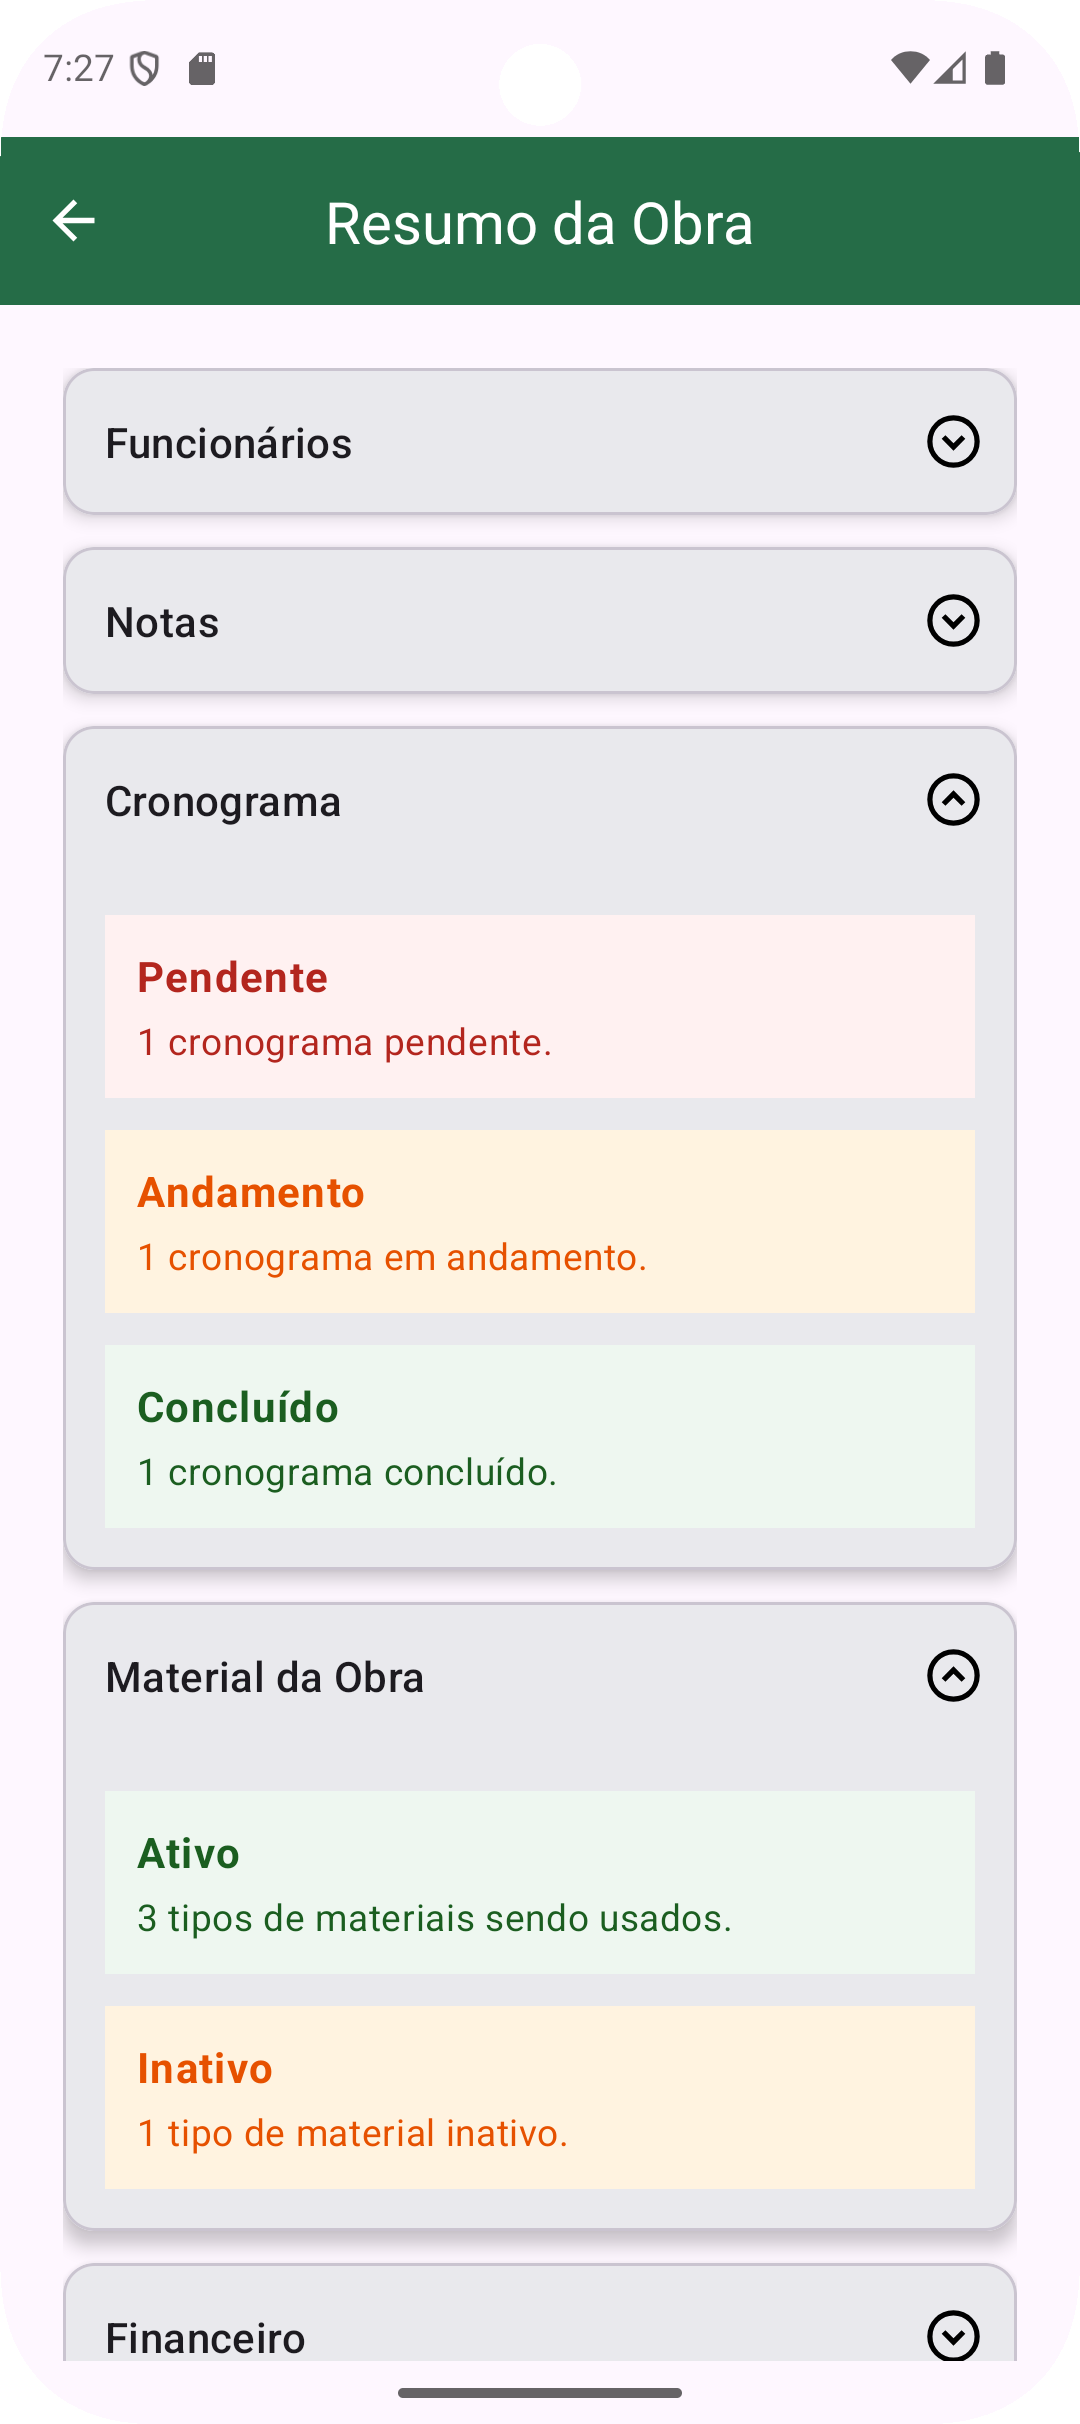 7:27
Resumo da Obra
Funcionários
Notas
Cronograma
Pendente
1 cronograma pendente.
Andamento
1 cronograma em andamento.
Concluído
1 cronograma concluído.
Material da Obra
Ativo
3 tipos de materiais sendo usados.
Inativo
1 tipo de material inativo.
Financeiro